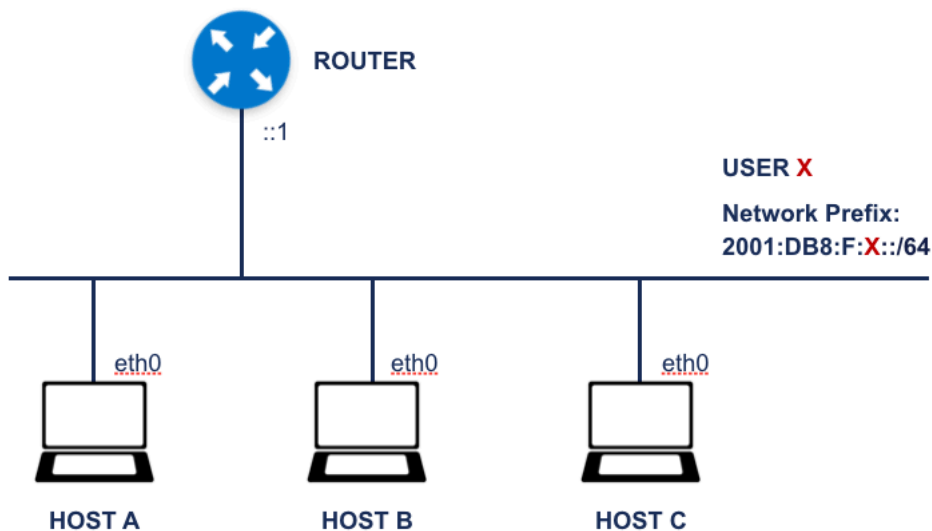 ROUTER
::1
USER X
Network Prefix:
2001:DB8:F:X::/64
eth0
eth0
eth0
HOST A
HOST B
HOST C